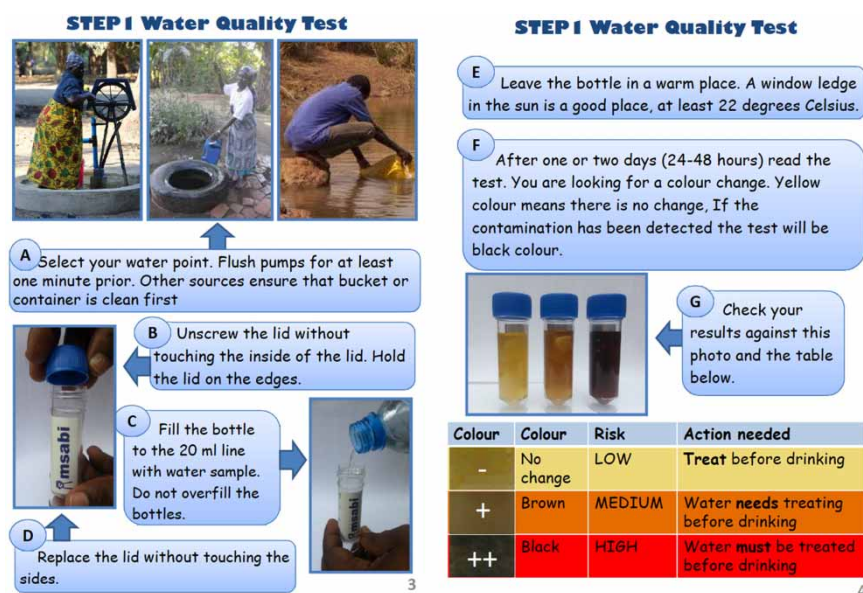 STEP1 Water Quality Test
A
Select your water point. Flush pumps for at least
one minute prior. Other sources ensure that bucket or
container is clean first
B
Unscrew the lid without
touching the inside of the lid. Hold
the lid on the edges.
msabi
C
Fill the bottle
to the 20 ml line
with water sample.
Do not overfill the
bottles.
msabi
D
Replace the lid without touching the
sides.
3
STEP1 Water Quality Test
E
Leave the bottle in a warm place. A window ledge
in the sun is a good place, at least 22 degrees Celsius.
F
After one or two days (24-48 hours) read the
test. You are looking for a colour change. Yellow
colour means there is no change, If the
contamination has been detected the test will be
black colour.
G
Check your
results against this
photo and the table
below.
Colour Colour Risk Action needed
- No change LOW Treat before drinking
+ Brown MEDIUM Water needs treating
before drinking
++ Black HIGH Water must be treated
before drinking
4